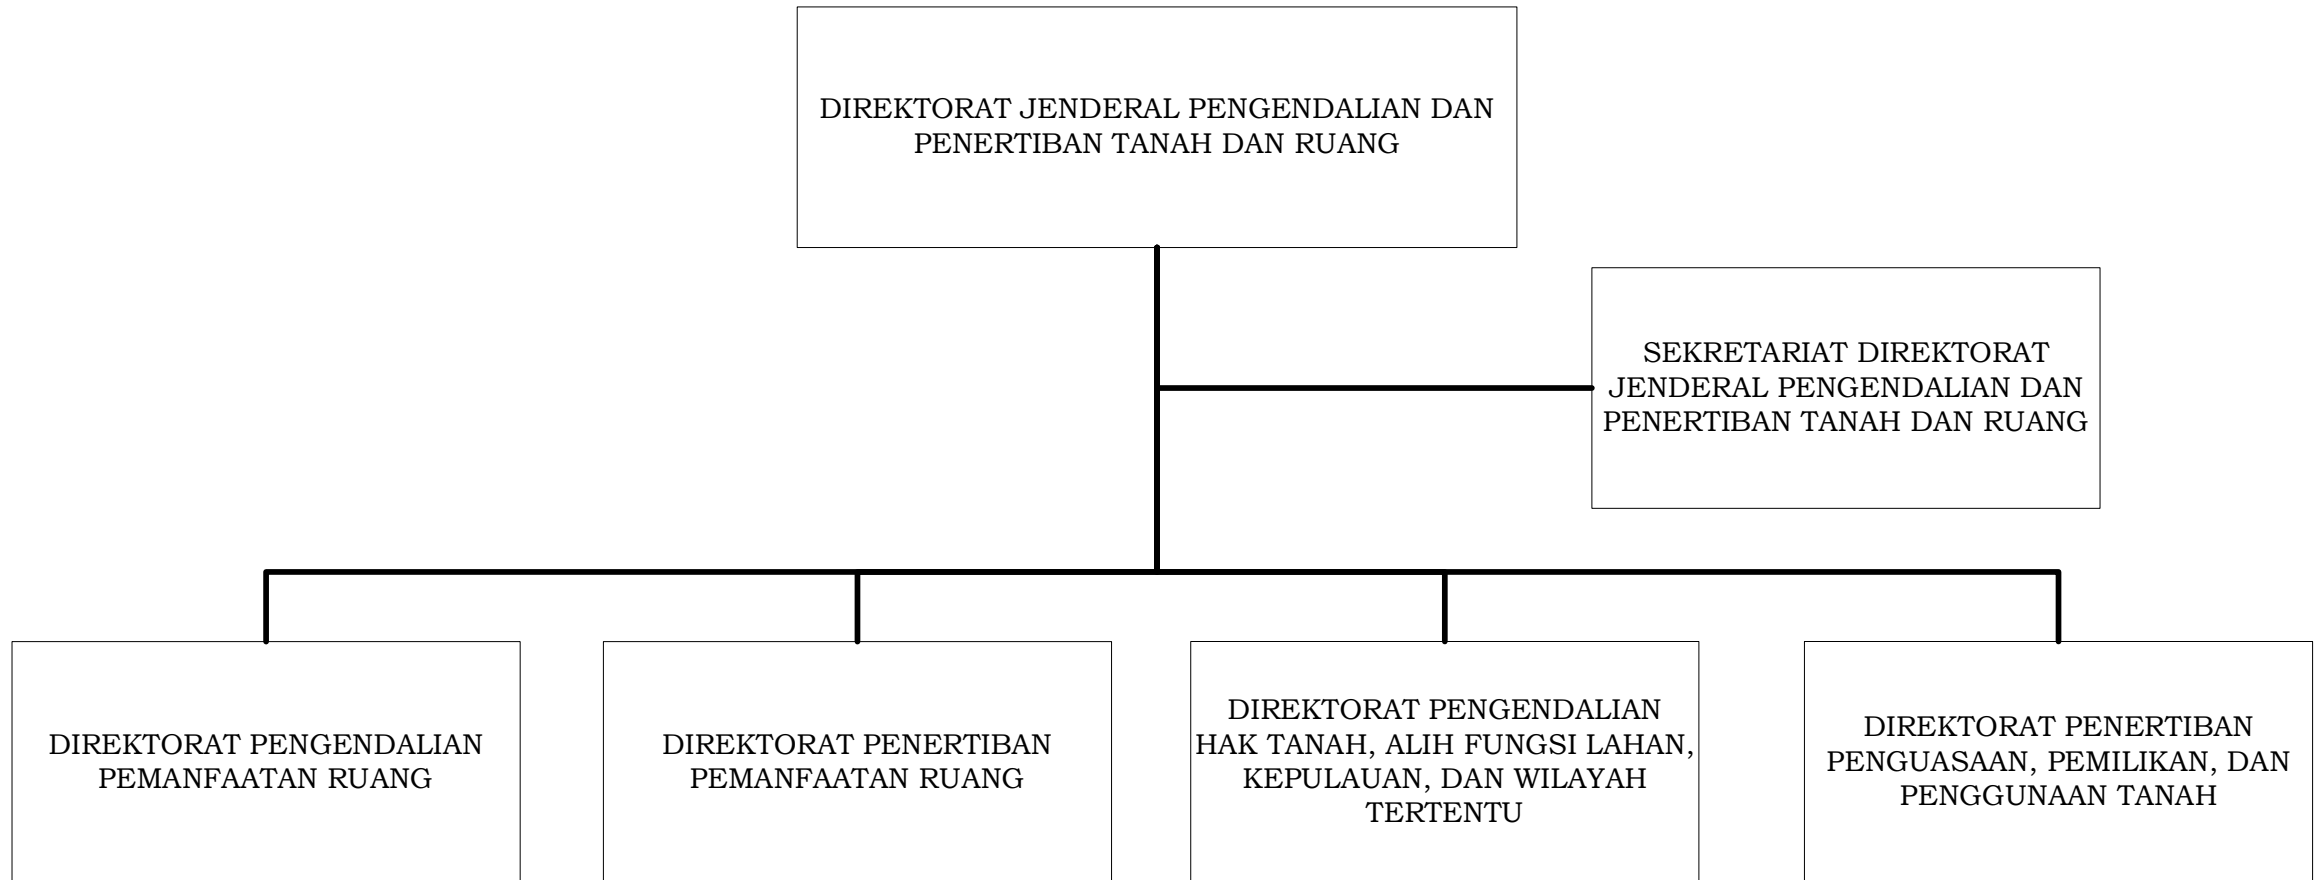 DIREKTORAT JENDERAL PENGENDALIAN DAN
PENERTIBAN TANAH DAN RUANG
SEKRETARIAT DIREKTORAT
JENDERAL PENGENDALIAN DAN
PENERTIBAN TANAH DAN RUANG
DIREKTORAT PENGENDALIAN
PEMANFAATAN RUANG
DIREKTORAT PENERTIBAN
PEMANFAATAN RUANG
DIREKTORAT PENGENDALIAN
HAK TANAH, ALIH FUNGSI LAHAN,
KEPULAUAN, DAN WILAYAH
TERTENTU
DIREKTORAT PENERTIBAN
PENGUASAAN, PEMILIKAN, DAN
PENGGUNAAN TANAH